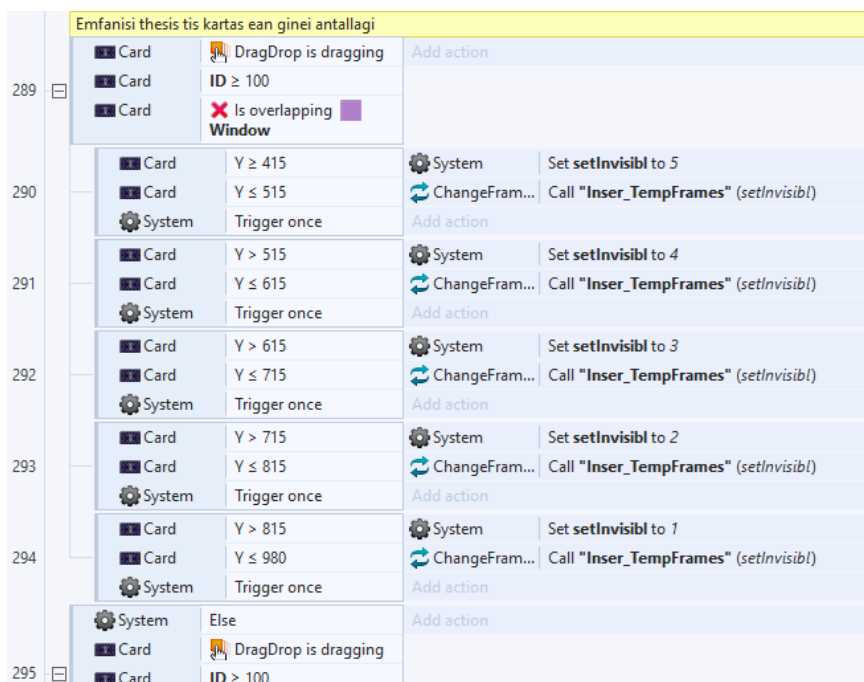 Emfanisi thesis tis kartas ean ginei antallagi
Card DragDrop is dragging Add action
289 Card ID ≥ 100
Card Is overlapping
Window
Card Y ≥ 415 System Set setInvisibl to 5
290 Card Y ≤ 515 ChangeFram... Call "Inser_TempFrames" (setInvisibl)
System Trigger once Add action
Card Y > 515 System Set setInvisibl to 4
291 Card Y ≤ 615 ChangeFram... Call "Inser_TempFrames" (setInvisibl)
System Trigger once Add action
Card Y > 615 System Set setInvisibl to 3
292 Card Y ≤ 715 ChangeFram... Call "Inser_TempFrames" (setInvisibl)
System Trigger once Add action
Card Y > 715 System Set setInvisibl to 2
293 Card Y ≤ 815 ChangeFram... Call "Inser_TempFrames" (setInvisibl)
System Trigger once Add action
Card Y > 815 System Set setInvisibl to 1
294 Card Y ≤ 980 ChangeFram... Call "Inser_TempFrames" (setInvisibl)
System Trigger once Add action
System Else Add action
Card DragDrop is dragging
295 Card ID ≥ 100